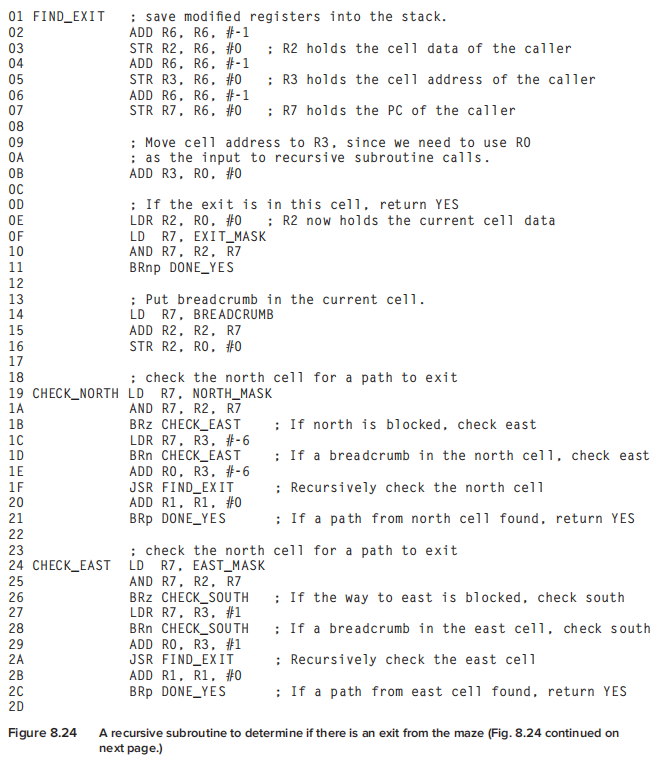 01 FIND_EXIT ; save modified registers into the stack.
02 ADD R6, R6, #-1
03 STR R2, R6, #0 ; R2 holds the cell data of the caller
04 ADD R6, R6, #-1
05 STR R3, R6, #0 ; R3 holds the cell address of the caller
06 ADD R6, R6, #-1
07 STR R7, R6, #0 ; R7 holds the PC of the caller
08
09 ; Move cell address to R3, since we need to use R0
0A ; as the input to recursive subroutine calls.
0B ADD R3, R0, #0
0C
0D ; If the exit is in this cell, return YES
0E LDR R2, R0, #0 ; R2 now holds the current cell data
0F LD R7, EXIT_MASK
10 AND R7, R2, R7
11 BRnp DONE_YES
12
13 ; Put breadcrumb in the current cell.
14 LD R7, BREADCRUMB
15 ADD R2, R2, R7
16 STR R2, R0, #0
17
18 ; check the north cell for a path to exit
19 CHECK_NORTH LD R7, NORTH_MASK
1A AND R7, R2, R7
1B BRz CHECK_EAST ; If north is blocked, check east
1C LDR R7, R3, #-6
1D BRn CHECK_EAST ; If a breadcrumb in the north cell, check east
1E ADD R0, R3, #-6
1F JSR FIND_EXIT ; Recursively check the north cell
20 ADD R1, R1, #0
21 BRp DONE_YES ; If a path from north cell found, return YES
22
23 ; check the north cell for a path to exit
24 CHECK_EAST LD R7, EAST_MASK
25 AND R7, R2, R7
26 BRz CHECK_SOUTH ; If the way to east is blocked, check south
27 LDR R7, R3, #1
28 BRn CHECK_SOUTH ; If a breadcrumb in the east cell, check south
29 ADD R0, R3, #1
2A JSR FIND_EXIT ; Recursively check the east cell
2B ADD R1, R1, #0
2C BRp DONE_YES ; If a path from east cell found, return YES
2D
Figure 8.24 A recursive subroutine to determine if there is an exit from the maze (Fig. 8.24 continued on
next page.)